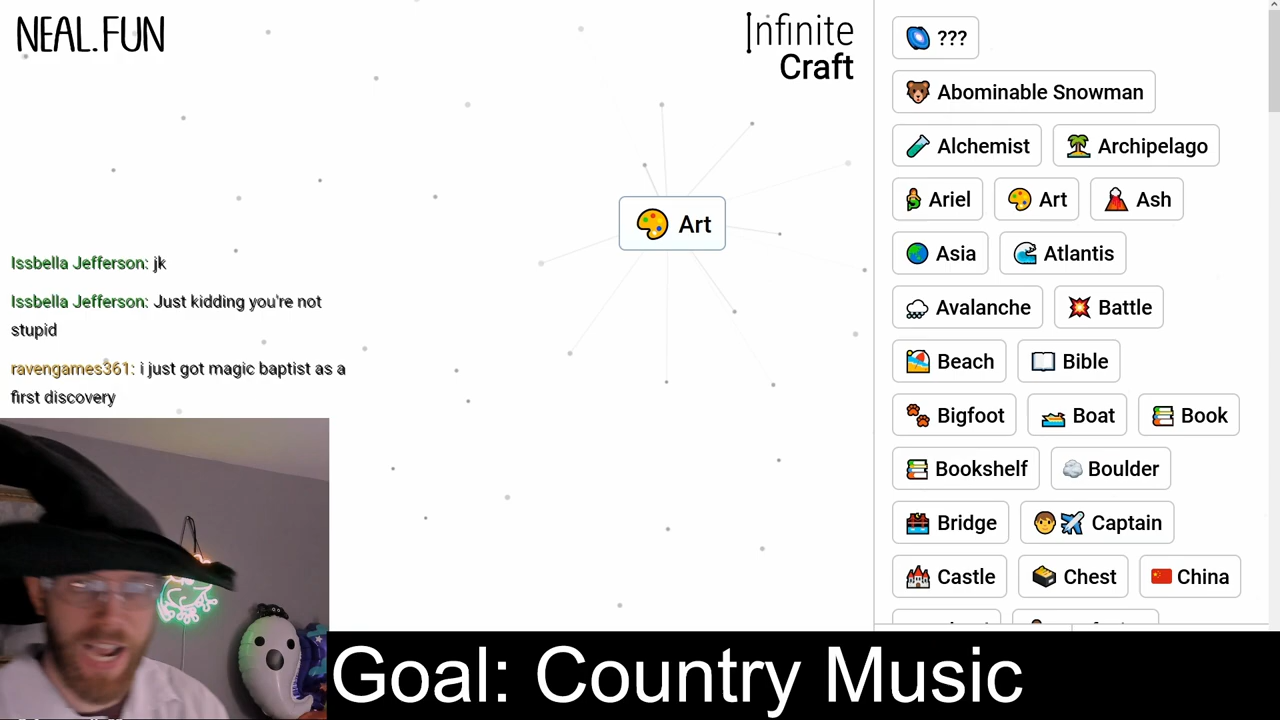 NEAL.FUN
Infinite
Craft
Art
Issbella Jefferson: jk
Issbella Jefferson: Just kidding you're not
stupid
ravengames361: i just got magic baptist as a
first discovery
???
Abominable Snowman
Alchemist Archipelago
Ariel Art Ash
Asia Atlantis
Avalanche Battle
Beach Bible
Bigfoot Boat Book
Bookshelf Boulder
Bridge Captain
Castle Chest China
Goal: Country Music